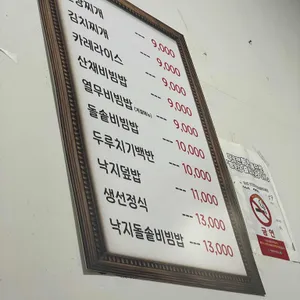 김치찌개 --- 9,000
카레라이스 --- 9,000
산채비빔밥 --- 9,000
열무비빔밥 --- 9,000
돌솥비빔밥 --- 10,000
두루치기백반 --- 10,000
낙지덮밥 --- 11,000
생선정식 --- 13,000
낙지돌솥비빔밥 --- 13,000
금연